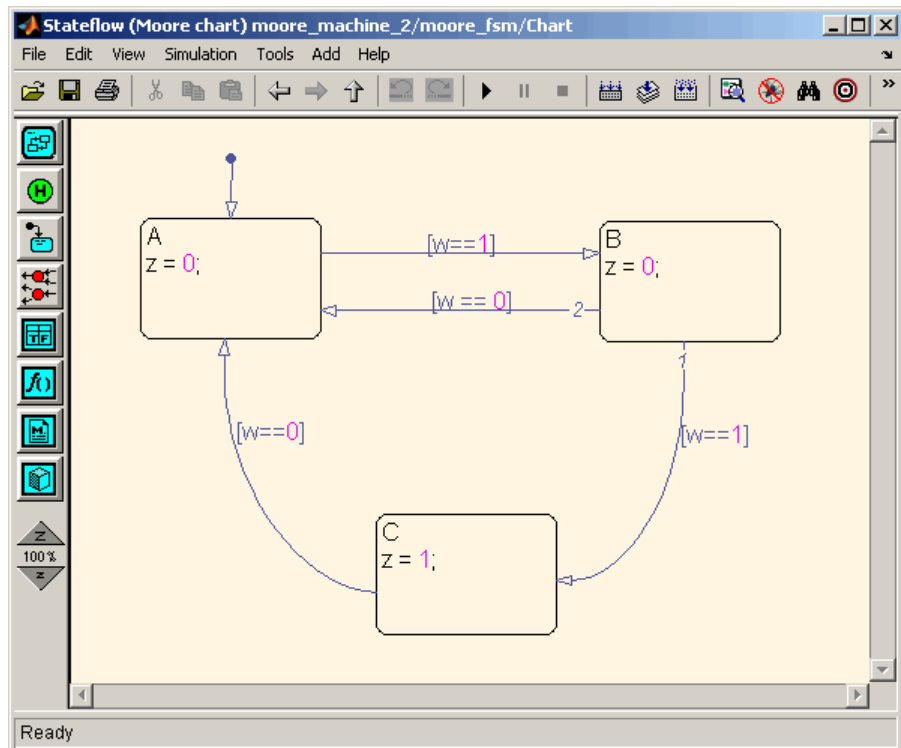 Stateflow (Moore chart) moore_machine_2/moore_fsm/Chart
File Edit View Simulation Tools Add Help
»
H
A
z = 0;
[w==1]
B
z = 0;
[w == 0]
2
1
TF
f()
M
[w==0]
[w==1]
C
z = 1;
Z
100 %
z
Ready